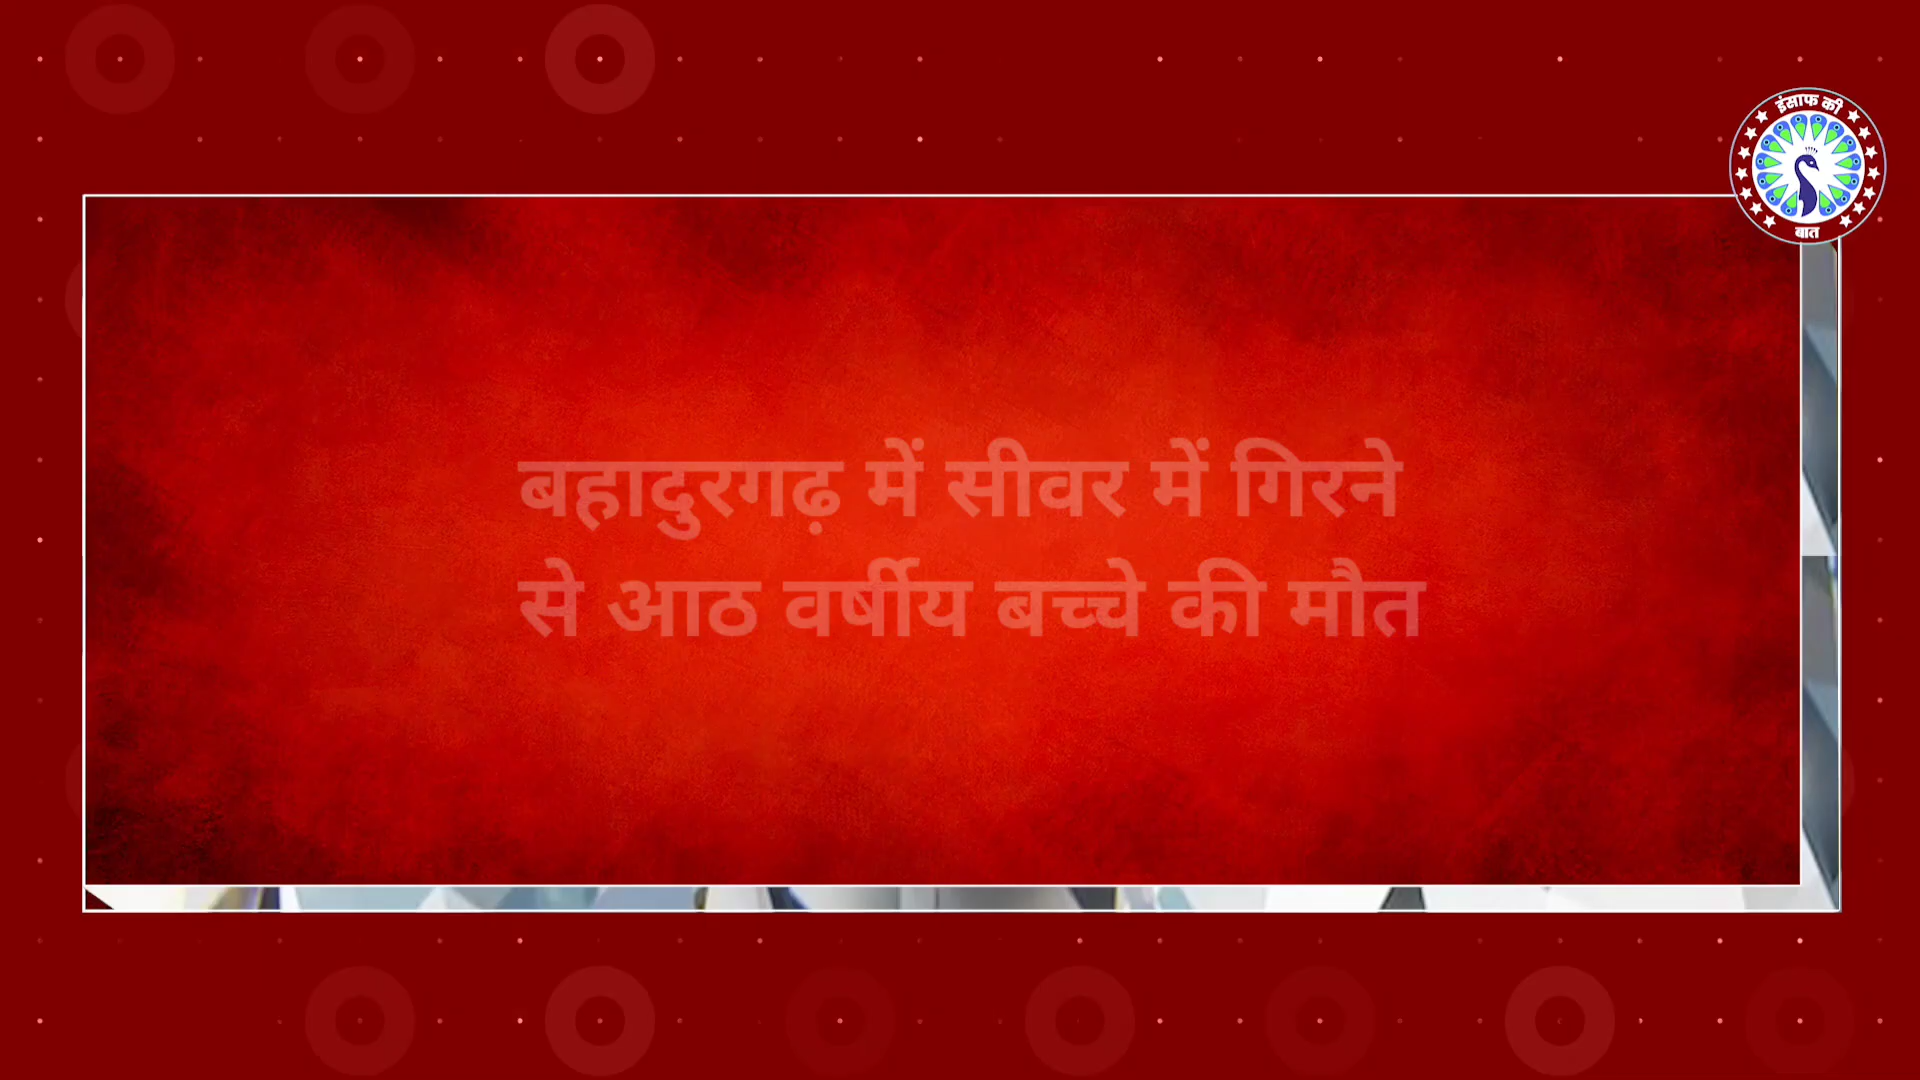 इंसाफ की
बात
बहादुरगढ़ में सीवर में गिरने
से आठ वर्षीय बच्चे की मौत